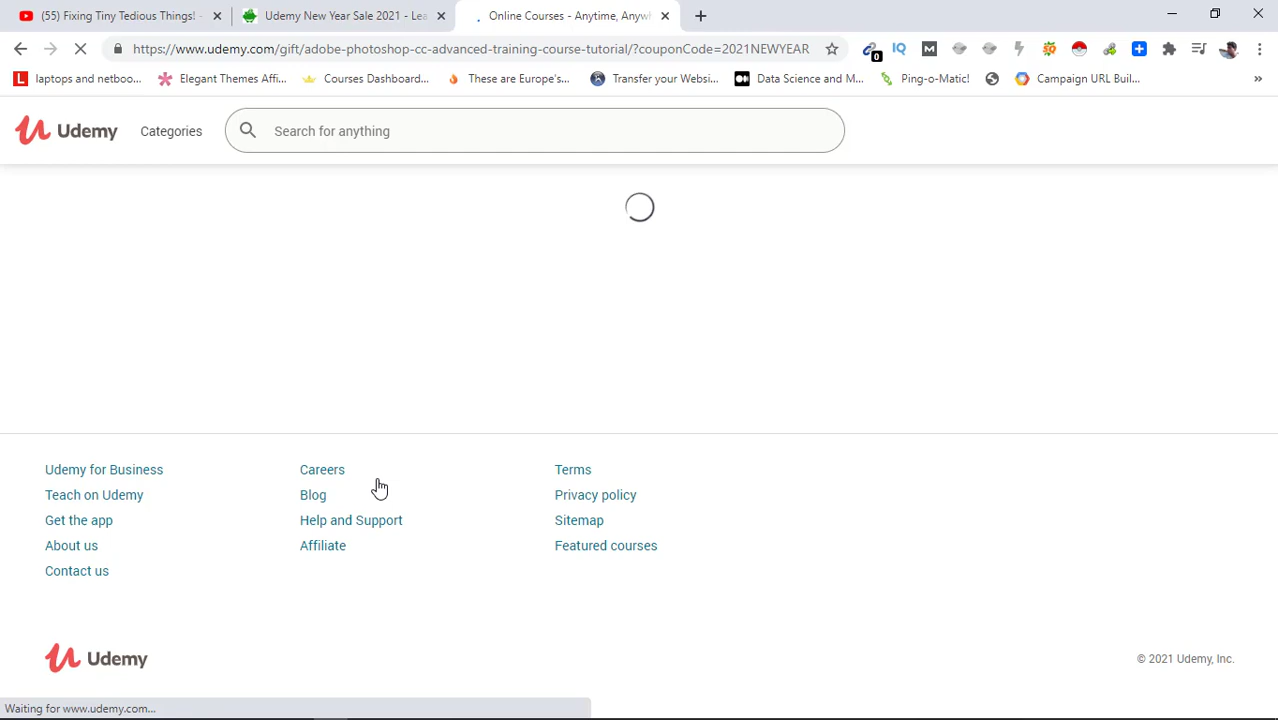 (55) Fixing Tiny Tedious Things! -
Udemy New Year Sale 2021 - Lea
Online Courses - Anytime, Anywh
https://www.udemy.com/gift/adobe-photoshop-cc-advanced-training-course-tutorial/?couponCode=2021NEWYEAR
0
IQ
M
L laptops and netboo...
Elegant Themes Affi...
Courses Dashboard...
These are Europe's...
Transfer your Websi...
Data Science and M...
Ping-o-Matic!
Campaign URL Buil...
»
Udemy
Categories
Search for anything
Udemy for Business
Careers
Terms
Teach on Udemy
Blog
Privacy policy
Get the app
Help and Support
Sitemap
About us
Affiliate
Featured courses
Contact us
Udemy
© 2021 Udemy, Inc.
Waiting for www.udemy.com...